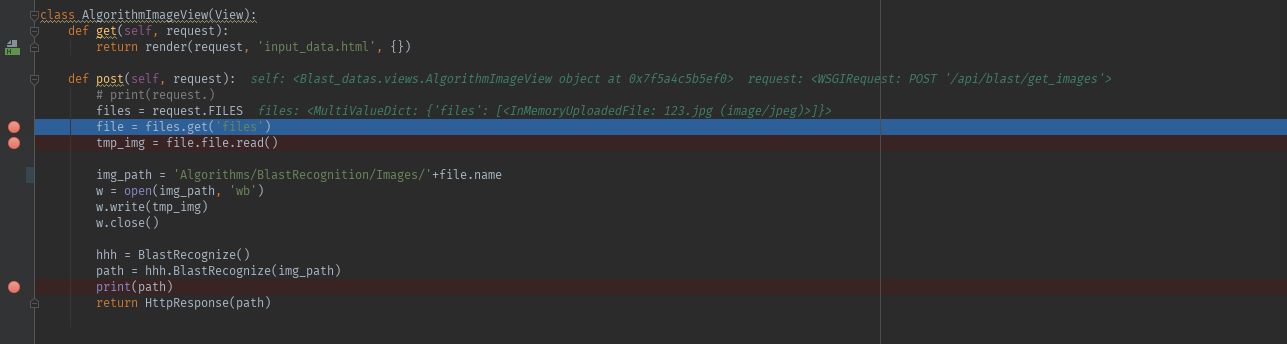 class AlgorithmImageView(View):
    def get(self, request):
        return render(request, 'input_data.html', {})
    def post(self, request):  self: <Blast_datas.views.AlgorithmImageView object at 0x7f5a4c5b5ef0>  request: <WSGIRequest: POST '/api/blast/get_images'>
        # print(request.)
        files = request.FILES  files: <MultiValueDict: {'files': [<InMemoryUploadedFile: 123.jpg (image/jpeg)>]}>
        file = files.get('files')
        tmp_img = file.file.read()
        img_path = 'Algorithms/BlastRecognition/Images/'+file.name
        w = open(img_path, 'wb')
        w.write(tmp_img)
        w.close()
        hhh = BlastRecognize()
        path = hhh.BlastRecognize(img_path)
        print(path)
        return HttpResponse(path)